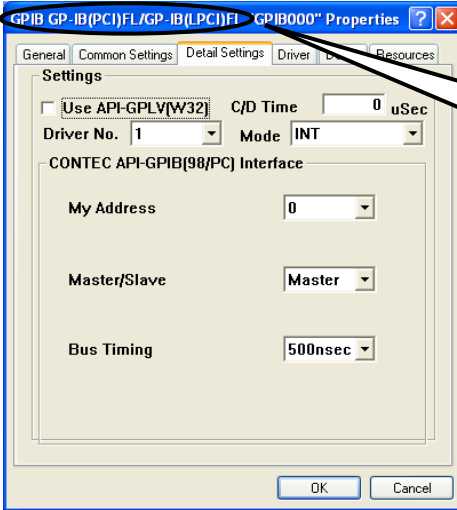 GPIB GP-IB(PCI)FL/GP-IB(LPCI)FL "GPIB000" Properties
General Common Settings Detail Settings Driver Resources
Settings
Use API-GPLV(W32) C/D Time 0 uSec
Driver No. 1 Mode INT
CONTEC API-GPIB(98/PC) Interface
My Address 0
Master/Slave Master
Bus Timing 500nsec
OK Cancel